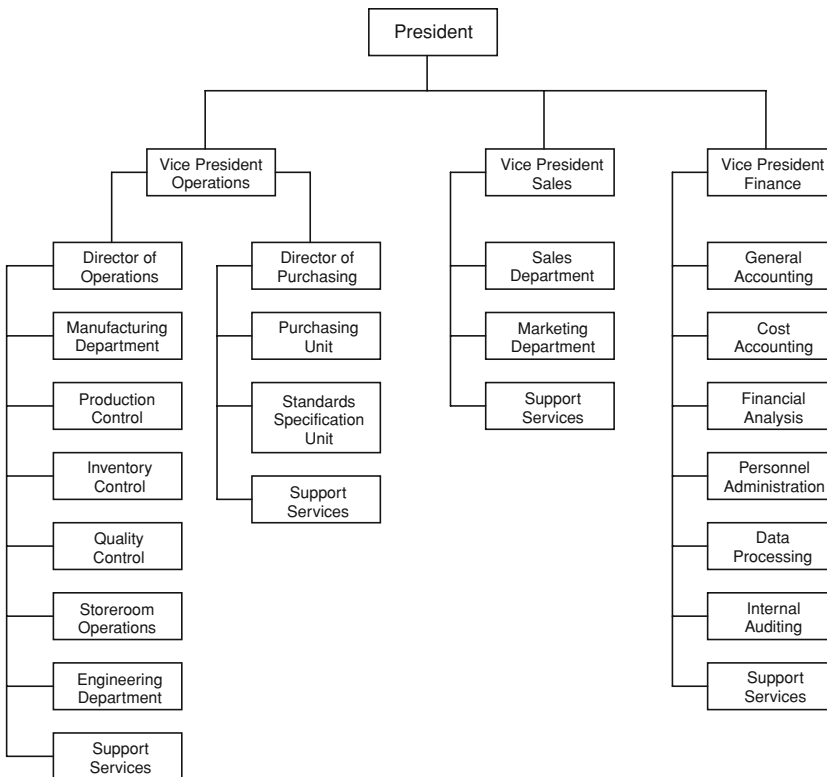 President
Vice President
Operations
Vice President
Sales
Vice President
Finance
Director of
Operations
Director of
Purchasing
Sales
Department
General
Accounting
Manufacturing
Department
Purchasing
Unit
Marketing
Department
Cost
Accounting
Production
Control
Standards
Specification
Unit
Support
Services
Financial
Analysis
Inventory
Control
Support
Services
Personnel
Administration
Quality
Control
Data
Processing
Storeroom
Operations
Internal
Auditing
Engineering
Department
Support
Services
Support
Services